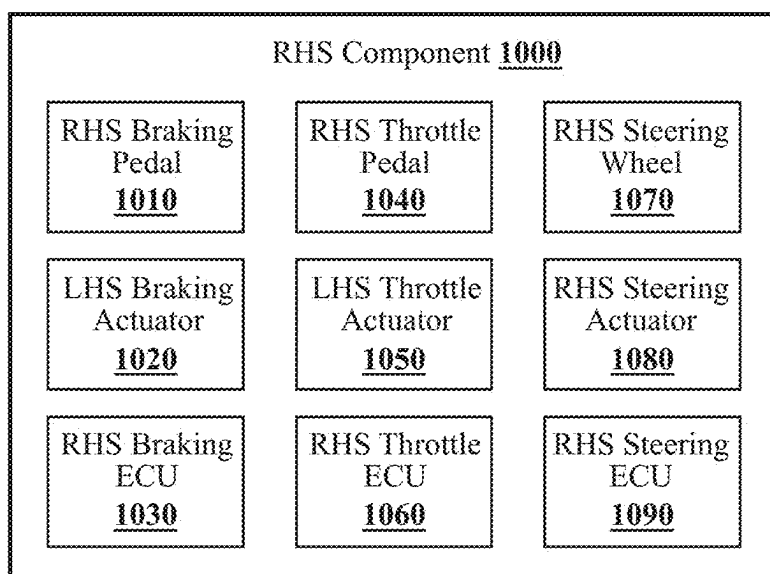 RHS Component 1000
RHS Braking
Pedal
1010
RHS Throttle
Pedal
1040
RHS Steering
Wheel
1070
LHS Braking
Actuator
1020
LHS Throttle
Actuator
1050
RHS Steering
Actuator
1080
RHS Braking
ECU
1030
RHS Throttle
ECU
1060
RHS Steering
ECU
1090